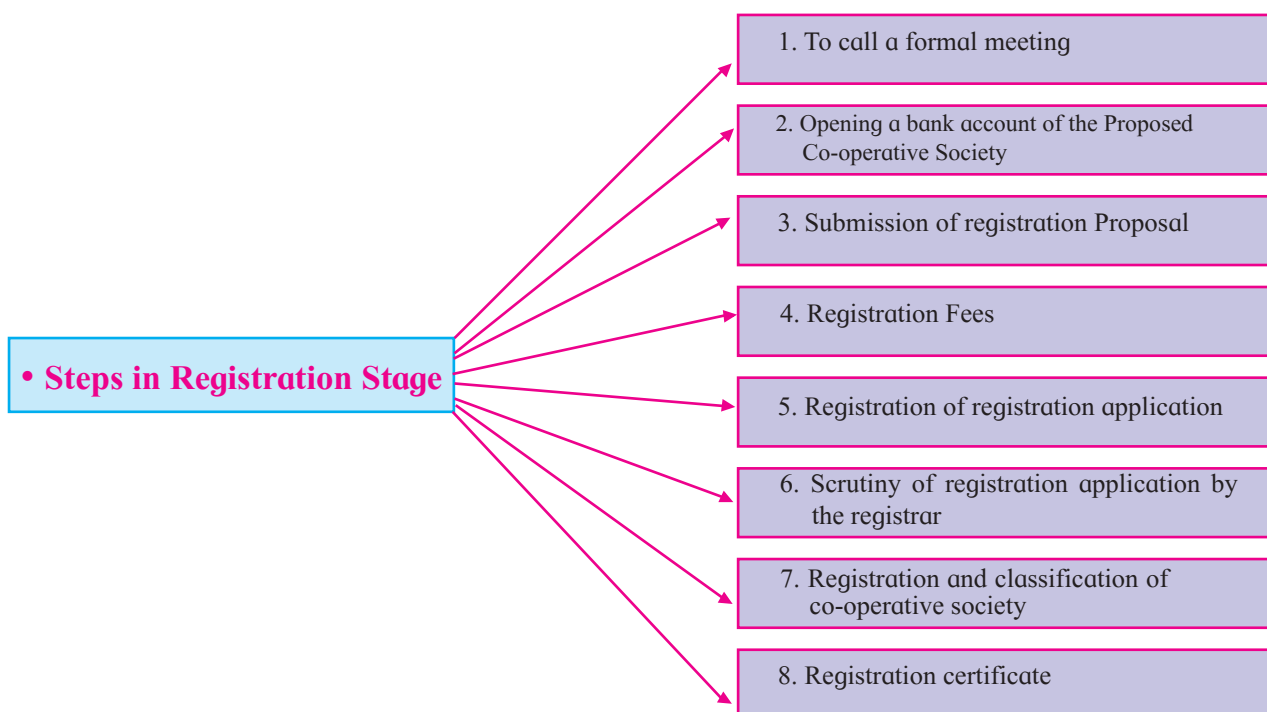 1. To call a formal meeting
2. Opening a bank account of the Proposed
Co-operative Society
3. Submission of registration Proposal
4. Registration Fees
• Steps in Registration Stage
5. Registration of registration application
6. Scrutiny of registration application by
the registrar
7. Registration and classification of
co-operative society
8. Registration certificate